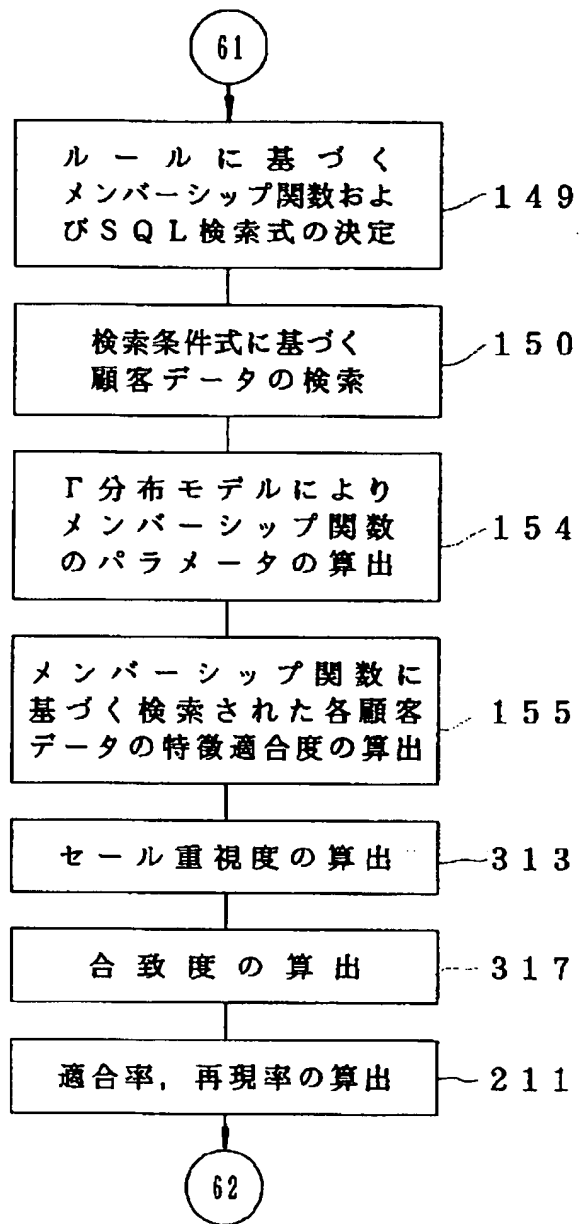 61
ルールに基づく
メンバーシップ関数およ
びSQL検索式の決定
149
検索条件式に基づく
顧客データの検索
150
Γ分布モデルにより
メンバーシップ関数
のパラメータの算出
154
メンバーシップ関数に
基づく検索された各顧客
データの特徴適合度の算出
155
セール重視度の算出
313
合致度の算出
317
適合率,再現率の算出
211
62